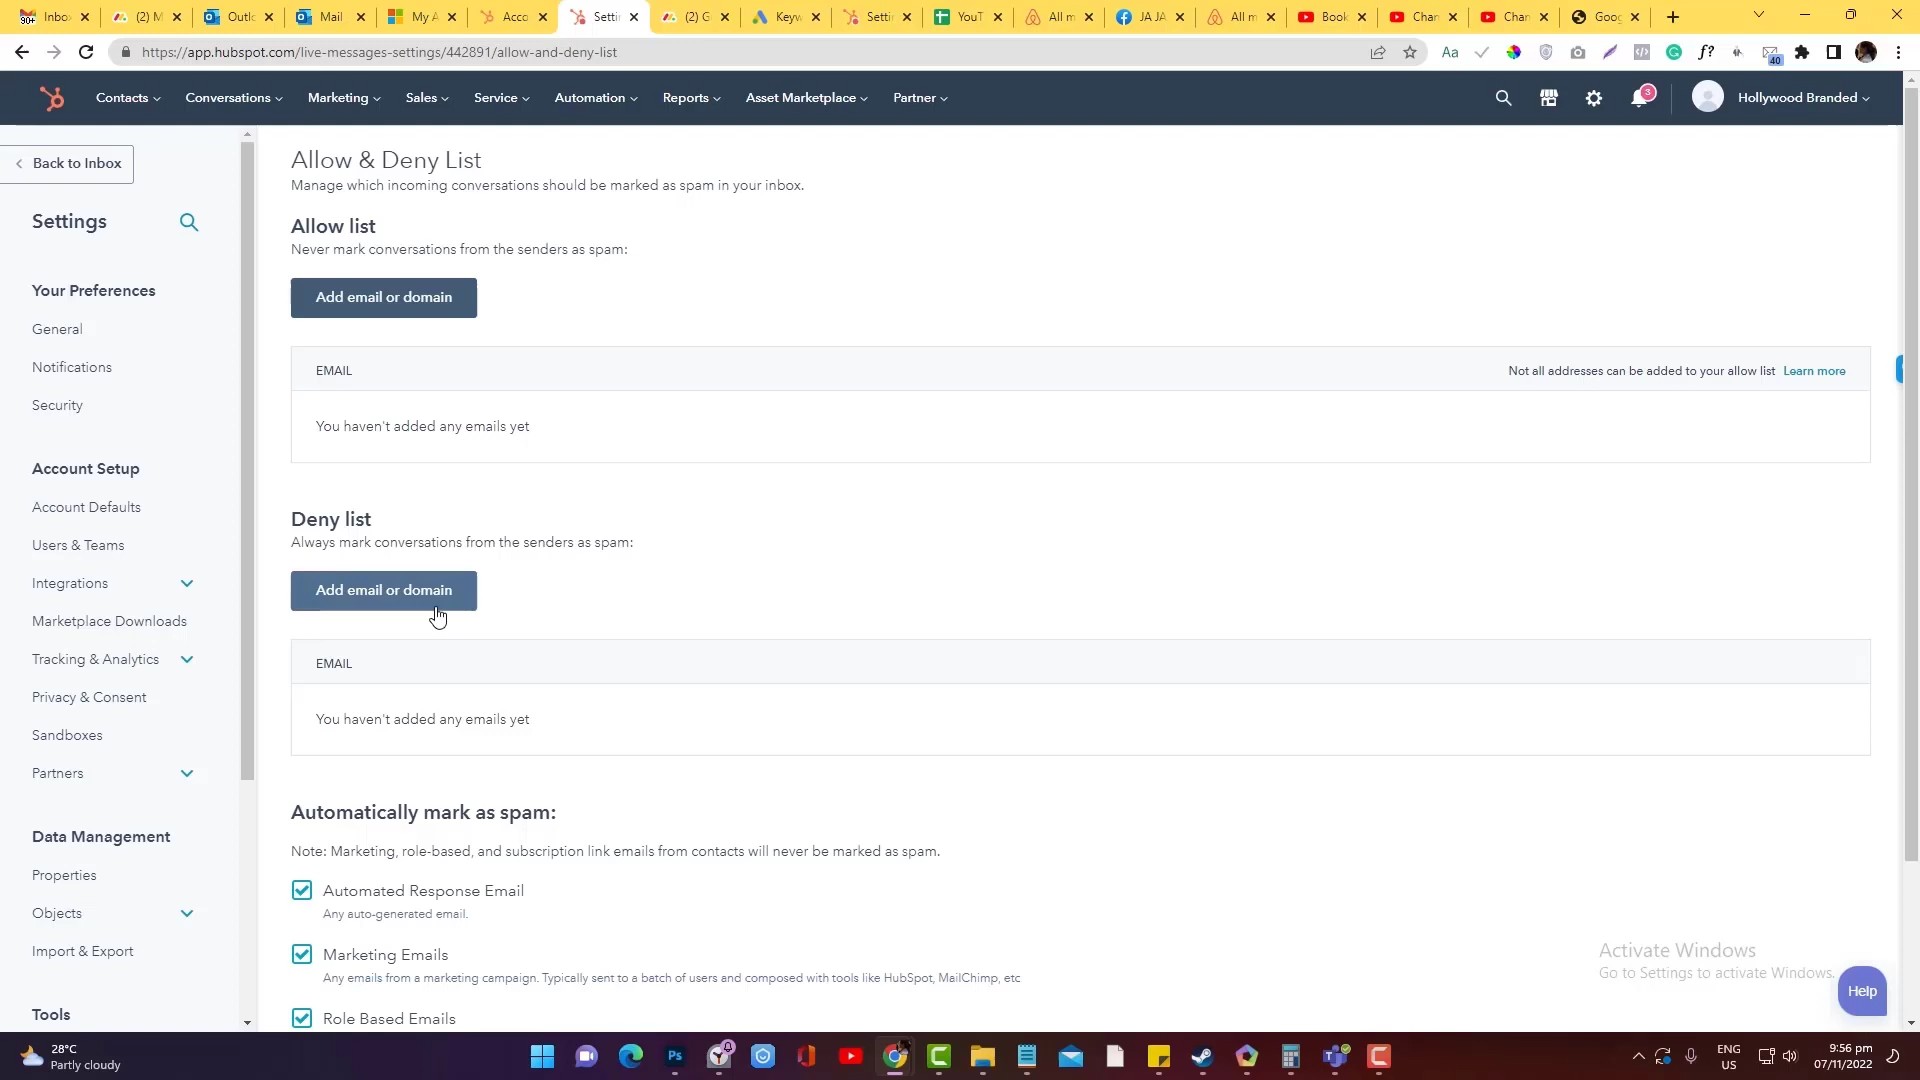 Inbo
(2) M
Outlo
Mail
My A
Acco
Settin
(2) G
Keyw
Settin
YouT
All m
JA JA
All m
Book
Chan
Chan
Goog
https://app.hubspot.com/live-messages-settings/442891/allow-and-deny-list
Aa
f?
40
Contacts
Conversations
Marketing
Sales
Service
Automation
Reports
Asset Marketplace
Partner
3
Hollywood Branded
Back to Inbox
Settings
Your Preferences
General
Notifications
Security
Account Setup
Account Defaults
Users & Teams
Integrations
Marketplace Downloads
Tracking & Analytics
Privacy & Consent
Sandboxes
Partners
Data Management
Properties
Objects
Import & Export
Tools
Allow & Deny List
Manage which incoming conversations should be marked as spam in your inbox.
Allow list
Never mark conversations from the senders as spam:
Add email or domain
EMAIL
Not all addresses can be added to your allow list Learn more
You haven't added any emails yet
Deny list
Always mark conversations from the senders as spam:
Add email or domain
EMAIL
You haven't added any emails yet
Automatically mark as spam:
Note: Marketing, role-based, and subscription link emails from contacts will never be marked as spam.
Automated Response Email
Any auto-generated email.
Marketing Emails
Any emails from a marketing campaign. Typically sent to a batch of users and composed with tools like HubSpot, MailChimp, etc
Role Based Emails
Activate Windows
Go to Settings to activate Windows.
Help
28°C
Partly cloudy
Ps
ENG
US
9:56 pm
07/11/2022